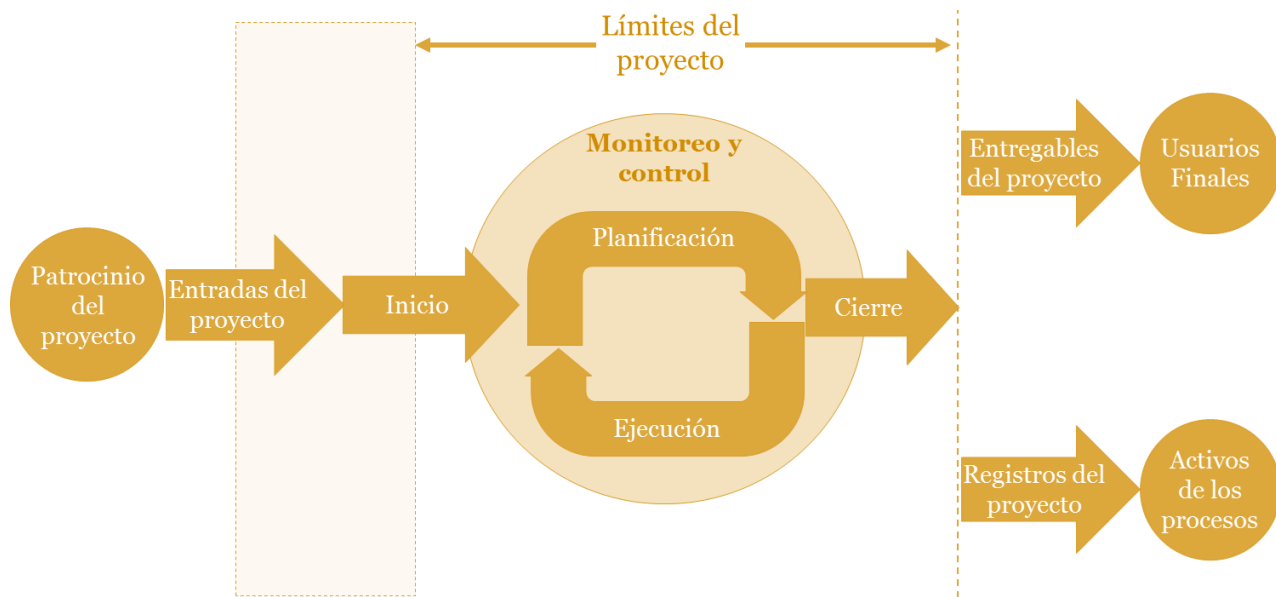 Límites del
proyecto
Monitoreo y
control
Planificación
Ejecución
Patrocinio
del
proyecto
Entradas del
proyecto
Inicio
Cierre
Entregables
del proyecto
Usuarios
Finales
Registros del
proyecto
Activos
de los
procesos